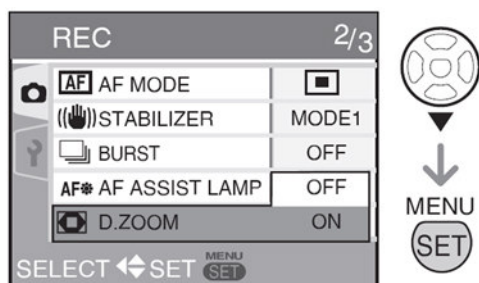 REC 2/3
AF AF MODE
STABILIZER MODE1
BURST OFF
AF AF ASSIST LAMP OFF
D.ZOOM ON
SELECT SET MENU SET
MENU
SET